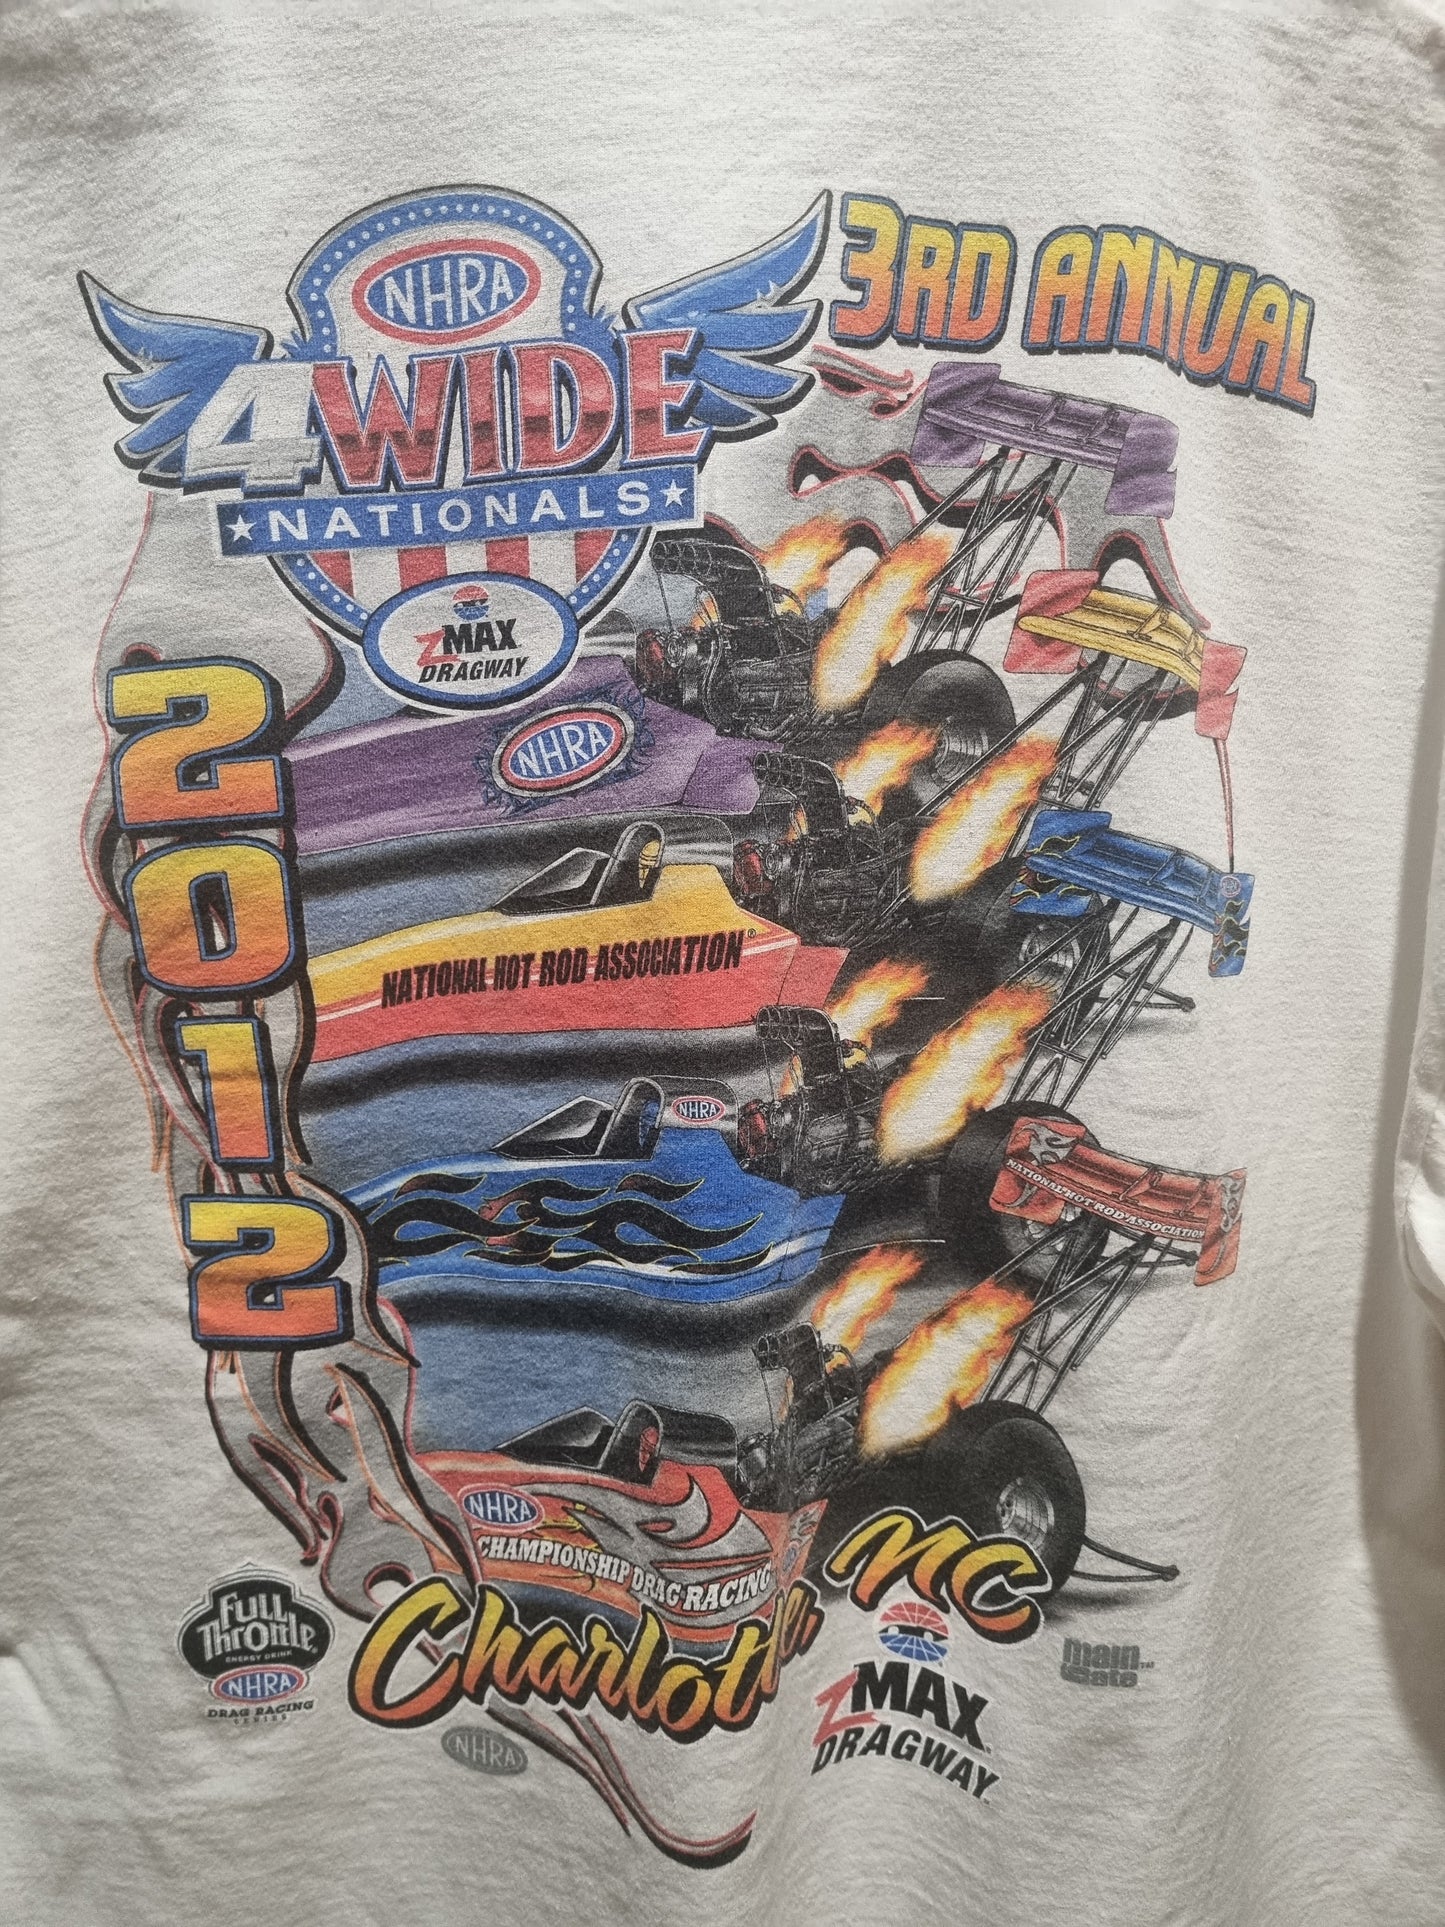 3RD ANNUAL
NHRA
4WIDE
★NATIONALS★
ZMAX
DRAGWAY
2012
NHRA
NATIONAL HOT ROD ASSOCIATION®
NHRA
NATIONAL HOT ROD ASSOCIATION
NHRA
CHAMPIONSHIP DRAG RACING
Charlotte
NC
FULL
THROTTLE
ENERGY DRINK
NHRA
DRAG RACING
SERIES
NHRA
ZMAX
DRAGWAY
main
Gate™